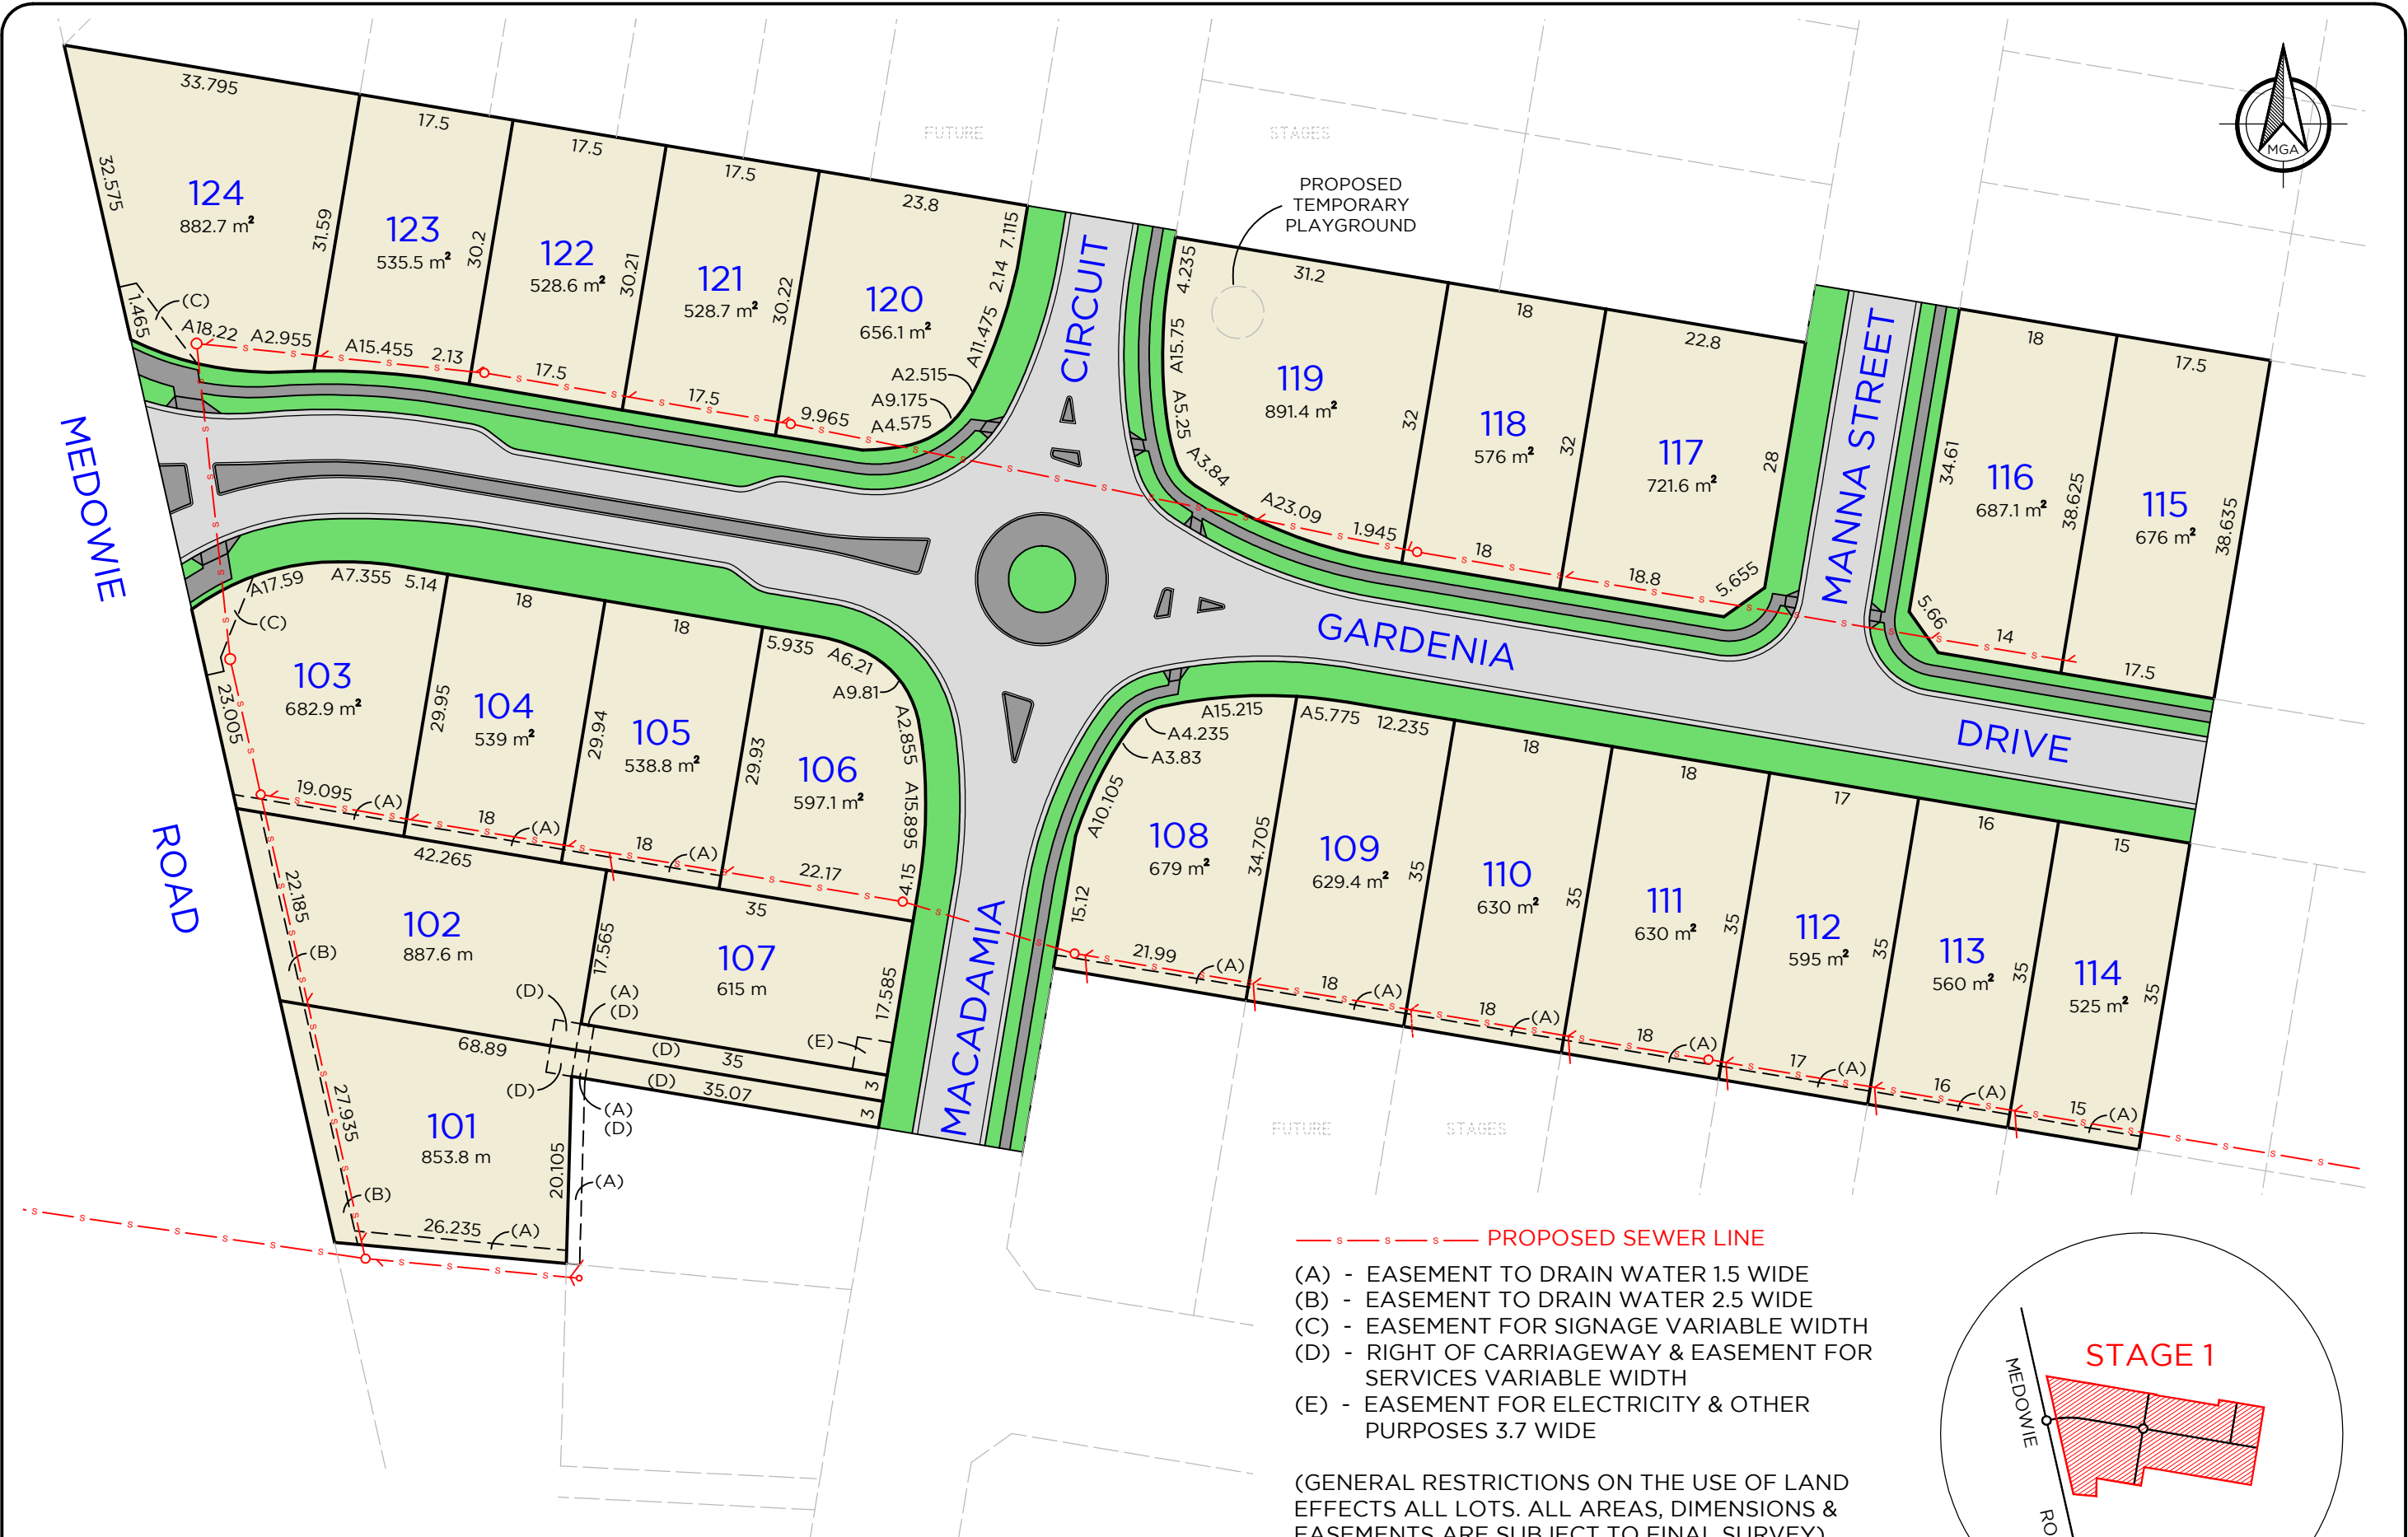 33.795
17.5
17.5
17.5
23.8
FUTURE
STAGES
MGA
PROPOSED
TEMPORARY
PLAYGROUND
32.575
124
882.7 m²
31.59
123
535.5 m²
30.2
122
528.6 m²
30.21
121
528.7 m²
30.22
120
656.1 m²
7.115
2.14
A11.475
A2.515
A9.175
A4.575
1.465
(C)
A18.22
A2.955
A15.455
2.13
17.5
17.5
9.965
CIRCUIT
4.235
A15.75
A5.25
A3.84
A23.09
1.945
31.2
119
891.4 m²
32
18
118
576 m²
32
18
22.8
117
721.6 m²
28
18.8
5.655
MANNA STREET
34.61
18
116
687.1 m²
38.625
5.66
14
17.5
115
676 m²
38.635
17.5
MEDOWIE
ROAD
GARDENIA
DRIVE
A17.59
A7.355
5.14
(C)
103
682.9 m²
23.005
29.95
19.095
(A)
18
104
539 m²
29.94
18
(A)
18
105
538.8 m²
29.93
18
(A)
5.935
A6.21
A9.81
A2.855
A15.895
4.15
106
597.1 m²
22.17
42.265
22.185
102
887.6 m
(B)
17.565
35
107
615 m
17.585
(D)
(A)
(D)
(E)
(D)
35
3
68.89
(D)
(D)
35.07
3
(A)
(D)
27.935
101
853.8 m
20.105
(A)
(B)
26.235
(A)
MACADAMIA
A15.215
A4.235
A3.83
A10.105
15.12
108
679 m²
34.705
21.99
(A)
A5.775
12.235
109
629.4 m²
35
18
(A)
18
110
630 m²
35
18
(A)
18
111
630 m²
35
18
(A)
17
112
595 m²
35
17
(A)
16
113
560 m²
35
16
(A)
15
114
525 m²
35
15
(A)
FUTURE
STAGES
s s s PROPOSED SEWER LINE
(A) - EASEMENT TO DRAIN WATER 1.5 WIDE
(B) - EASEMENT TO DRAIN WATER 2.5 WIDE
(C) - EASEMENT FOR SIGNAGE VARIABLE WIDTH
(D) - RIGHT OF CARRIAGEWAY & EASEMENT FOR
SERVICES VARIABLE WIDTH
(E) - EASEMENT FOR ELECTRICITY & OTHER
PURPOSES 3.7 WIDE
(GENERAL RESTRICTIONS ON THE USE OF LAND
EFFECTS ALL LOTS. ALL AREAS, DIMENSIONS &
EASEMENTS ARE SUBJECT TO FINAL SURVEY)
STAGE 1
MEDOWIE
RO